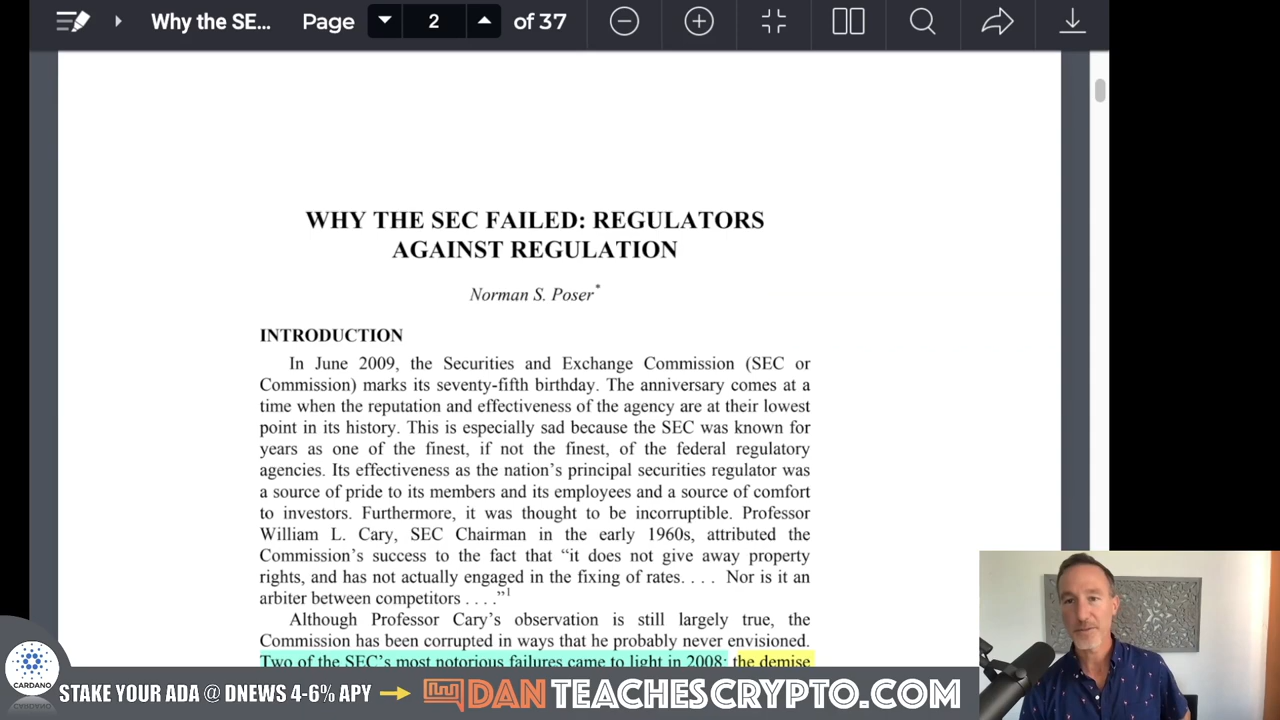 Why the SE... Page 2 of 37
WHY THE SEC FAILED: REGULATORS
AGAINST REGULATION
Norman S. Poser*
INTRODUCTION
In June 2009, the Securities and Exchange Commission (SEC or
Commission) marks its seventy-fifth birthday. The anniversary comes at a
time when the reputation and effectiveness of the agency are at their lowest
point in its history. This is especially sad because the SEC was known for
years as one of the finest, if not the finest, of the federal regulatory
agencies. Its effectiveness as the nation’s principal securities regulator was
a source of pride to its members and its employees and a source of comfort
to investors. Furthermore, it was thought to be incorruptible. Professor
William L. Cary, SEC Chairman in the early 1960s, attributed the
Commission’s success to the fact that “it does not give away property
rights, and has not actually engaged in the fixing of rates. . . . Nor is it an
arbiter between competitors . . . .”1
Although Professor Cary’s observation is still largely true, the
Commission has been corrupted in ways that he probably never envisioned.
Two of the SEC’s most notorious failures came to light in 2008: the demise
CARDANO
STAKE YOUR ADA @ DNEWS 4-6% APY
DANTEACHESCRYPTO.COM